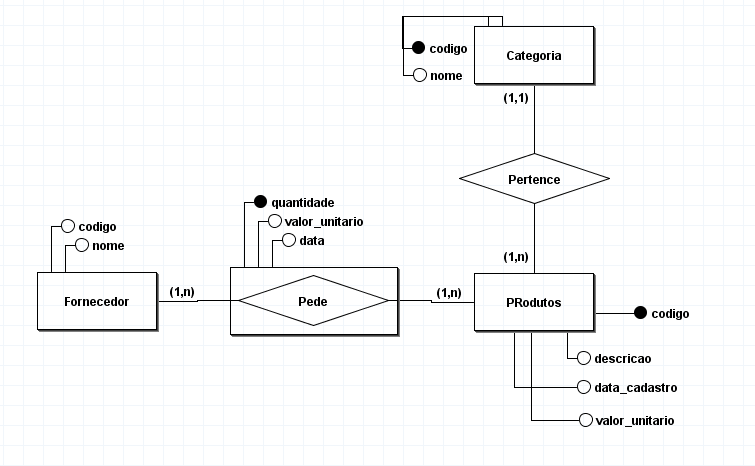 codigo
Categoria
nome
(1,1)
Pertence
quantidade
valor_unitario
data
codigo
nome
(1,n)
Fornecedor
(1,n)
Pede
(1,n)
PRodutos
codigo
descricao
data_cadastro
valor_unitario